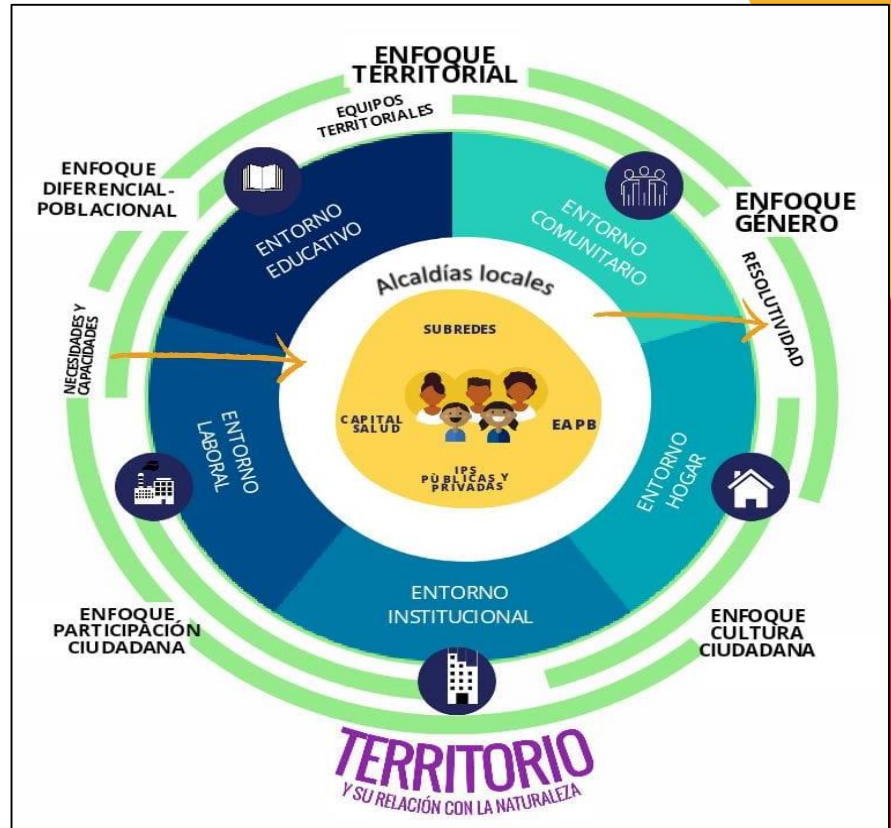 ENFOQUE
TERRITORIAL
EQUIPOS
TERRITORIALES
ENFOQUE
DIFERENCIAL-
POBLACIONAL
ENFOQUE
GÉNERO
ENTORNO
EDUCATIVO
ENTORNO
COMUNITARIO
RESOLUTIVIDAD
Alcaldías locales
NECESIDADES Y
CAPACIDADES
SUBREDES
CAPITAL
SALUD
EAPB
IPS
PÙBLICAS Y
PRIVADAS
ENTORNO
LABORAL
ENTORNO
HOGAR
ENTORNO
INSTITUCIONAL
ENFOQUE
PARTICIPACIÓN
CIUDADANA
ENFOQUE
CULTURA
CIUDADANA
TERRITORIO
Y SU RELACIÓN CON LA NATURALEZA